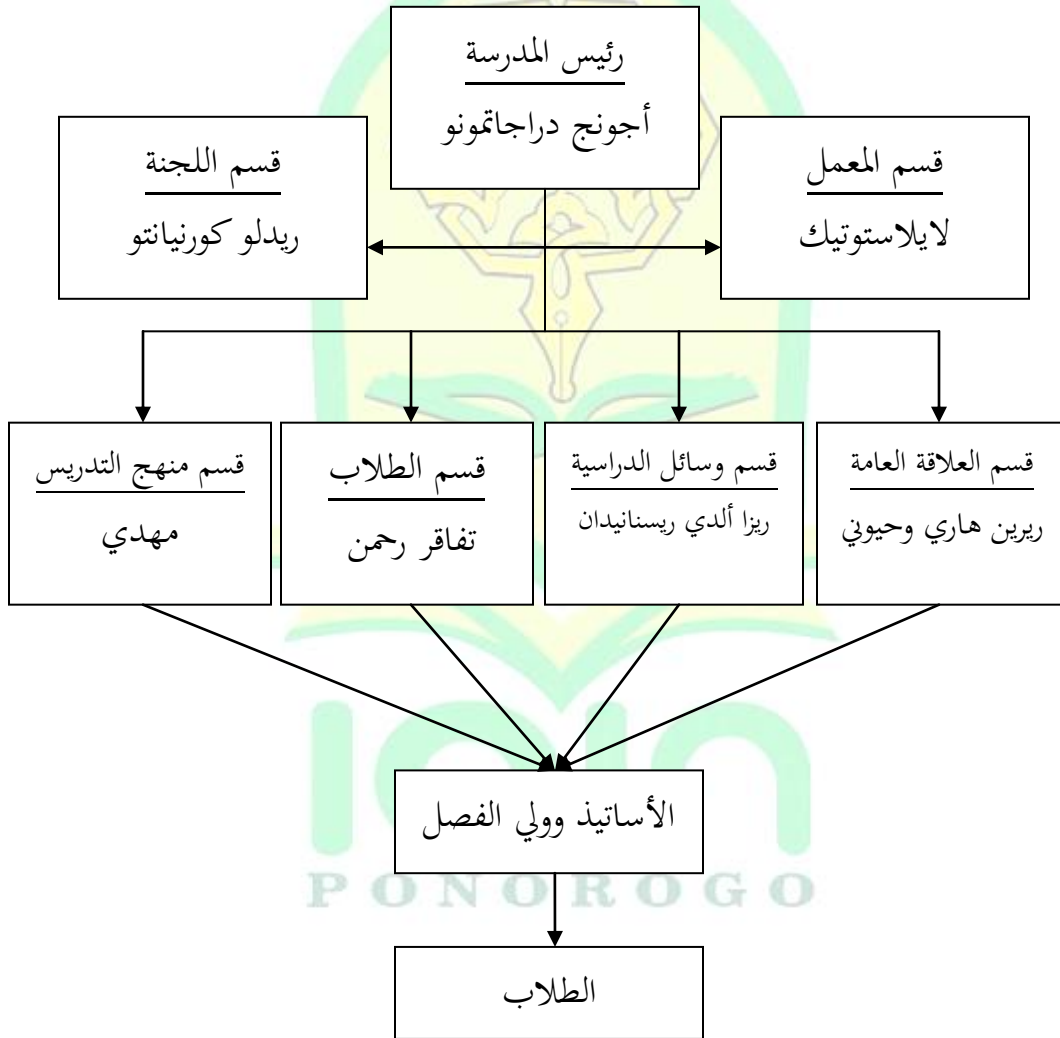 رئيس المدرسة
أجونج دراجاتمونو
قسم المعمل
لايلاستوتيك
قسم اللجنة
ريدلو كورنيانتو
قسم العلاقة العامة
ريرين هاري وحيوني
قسم وسائل الدراسية
ريزا ألدي ريسنانيدان
قسم الطلاب
تفاقر رحمن
قسم منهج التدريس
مهدي
الأساتيذ وولي الفصل
الطلاب
iain
PONOROGO